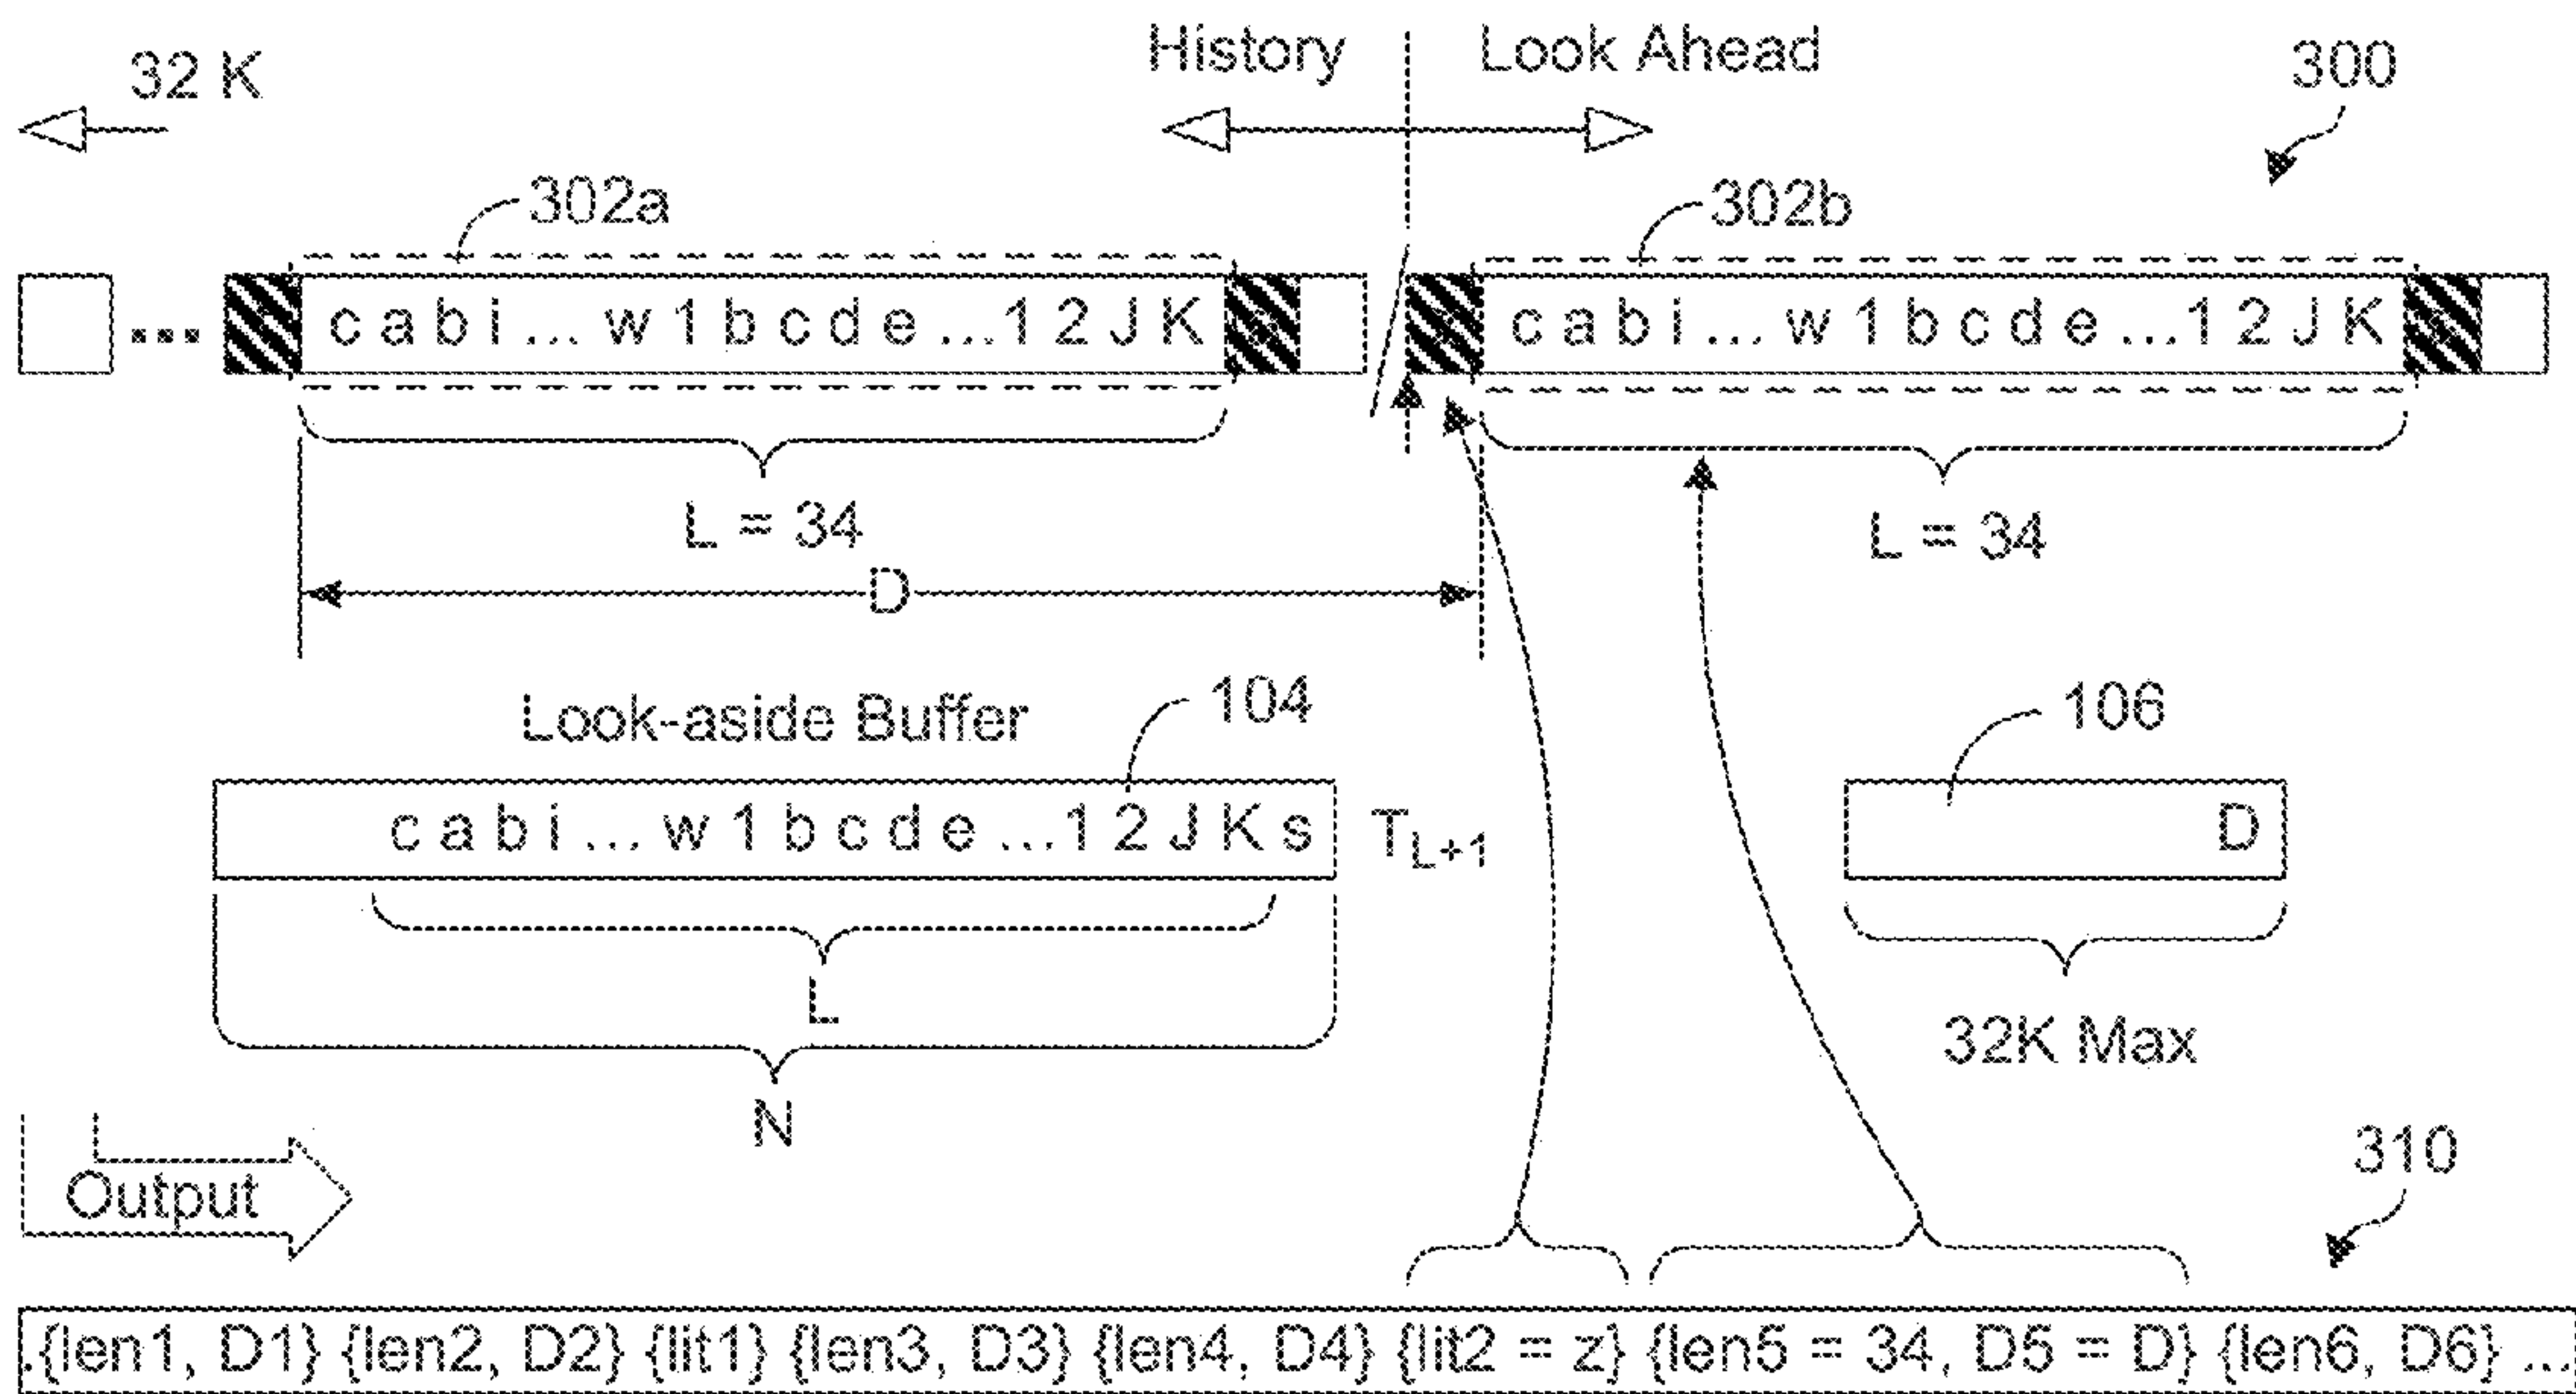 32 K
History
Look Ahead
300
302a
302b
... c a b i ... w 1 b c d e ... 1 2 J K
c a b i ... w 1 b c d e ... 1 2 J K
L = 34
L = 34
D
Look-aside Buffer
104
106
c a b i ... w 1 b c d e ... 1 2 J K s
T_L+1
D
L
32K Max
N
Output
310
.{len1, D1} {len2, D2} {lit1} {len3, D3} {len4, D4} {lit2 = z} {len5 = 34, D5 = D} {len6, D6} ...